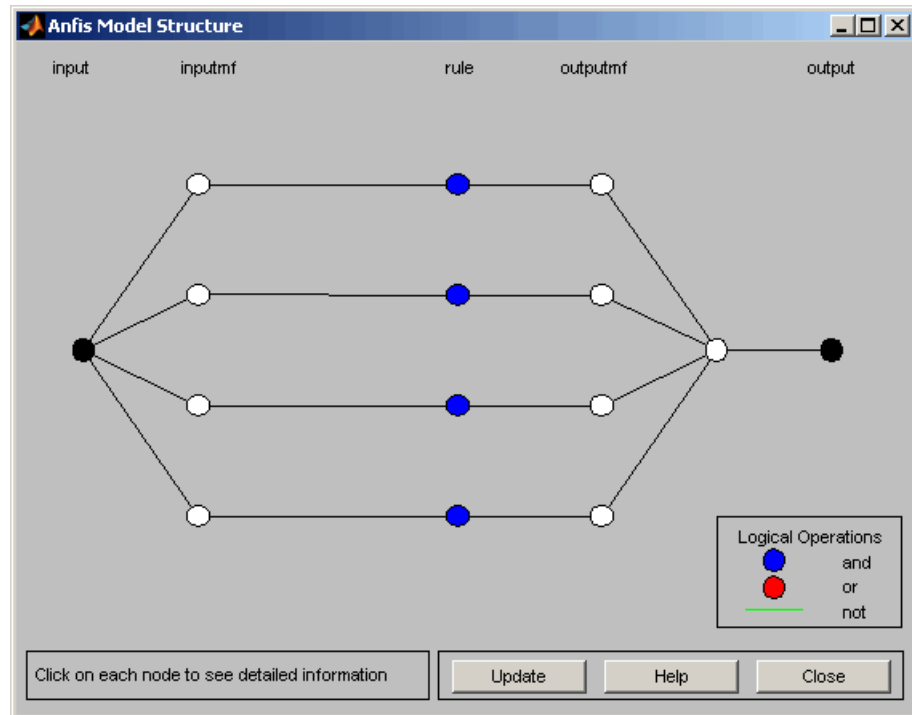 Anfis Model Structure
input inputmf rule outputmf output
Logical Operations
and
or
not
Click on each node to see detailed information
Update Help Close